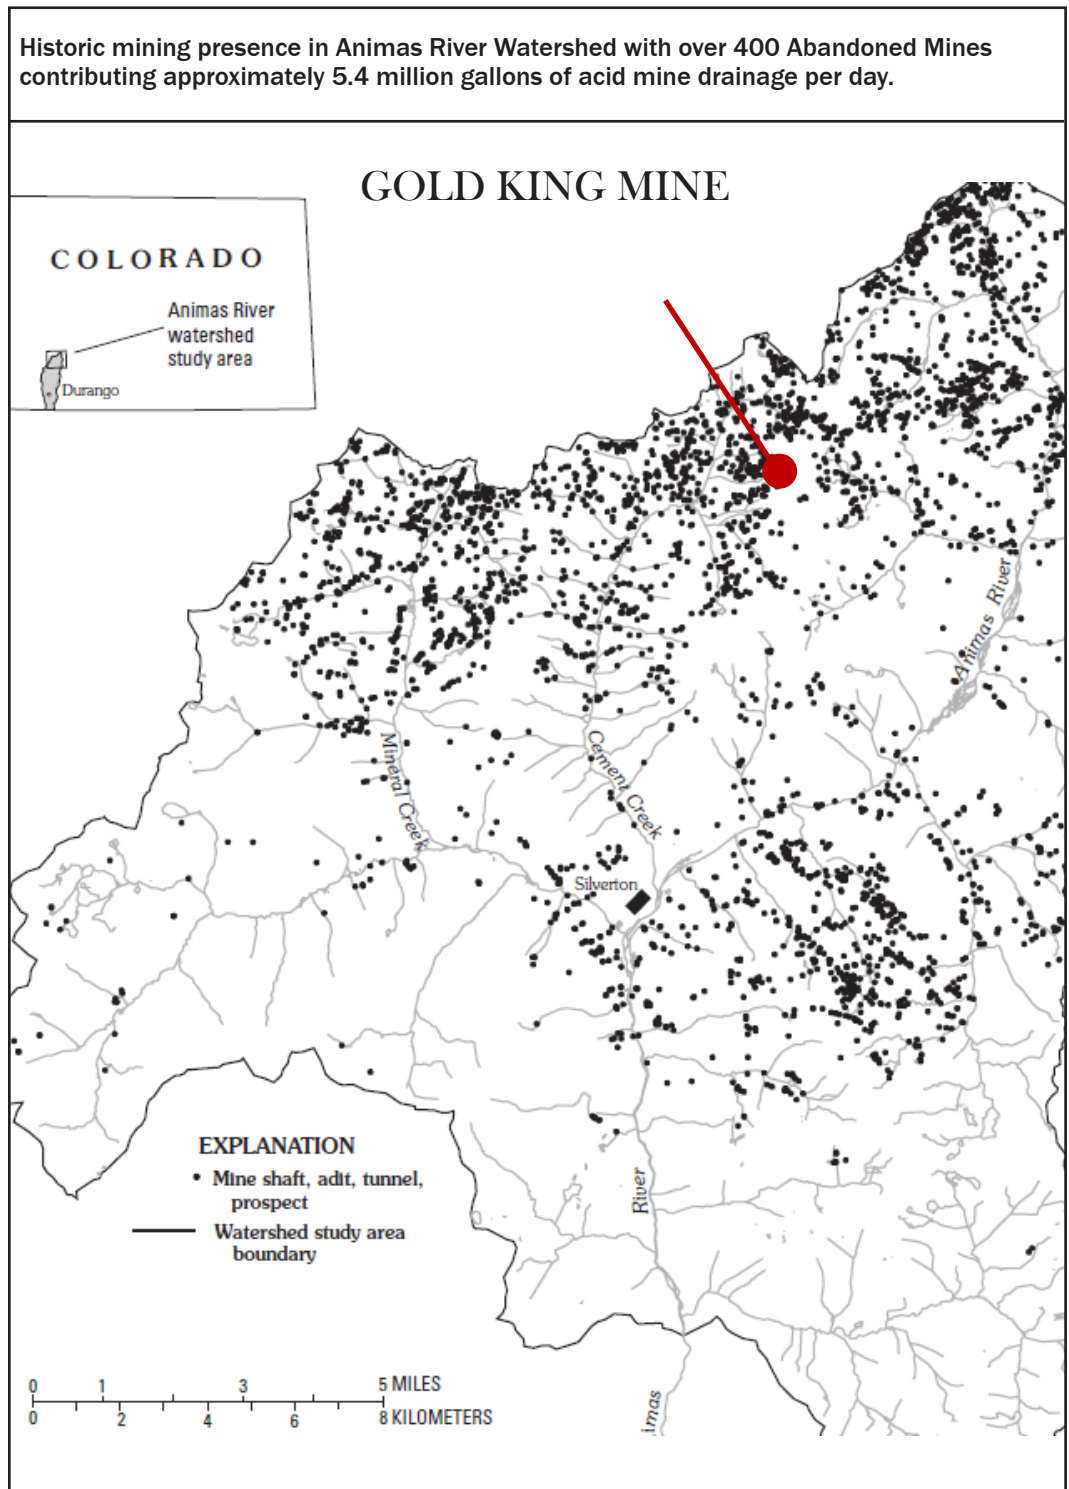 Historic mining presence in Animas River Watershed with over 400 Abandoned Mines
contributing approximately 5.4 million gallons of acid mine drainage per day.
GOLD KING MINE
COLORADO
Animas River
watershed
study area
Durango
Animas River
Mineral Creek
Cement Creek
Silverton
EXPLANATION
Mine shaft, adit, tunnel,
prospect
Watershed study area
boundary
River
imas
0 1 3 5 MILES
0 2 4 6 8 KILOMETERS